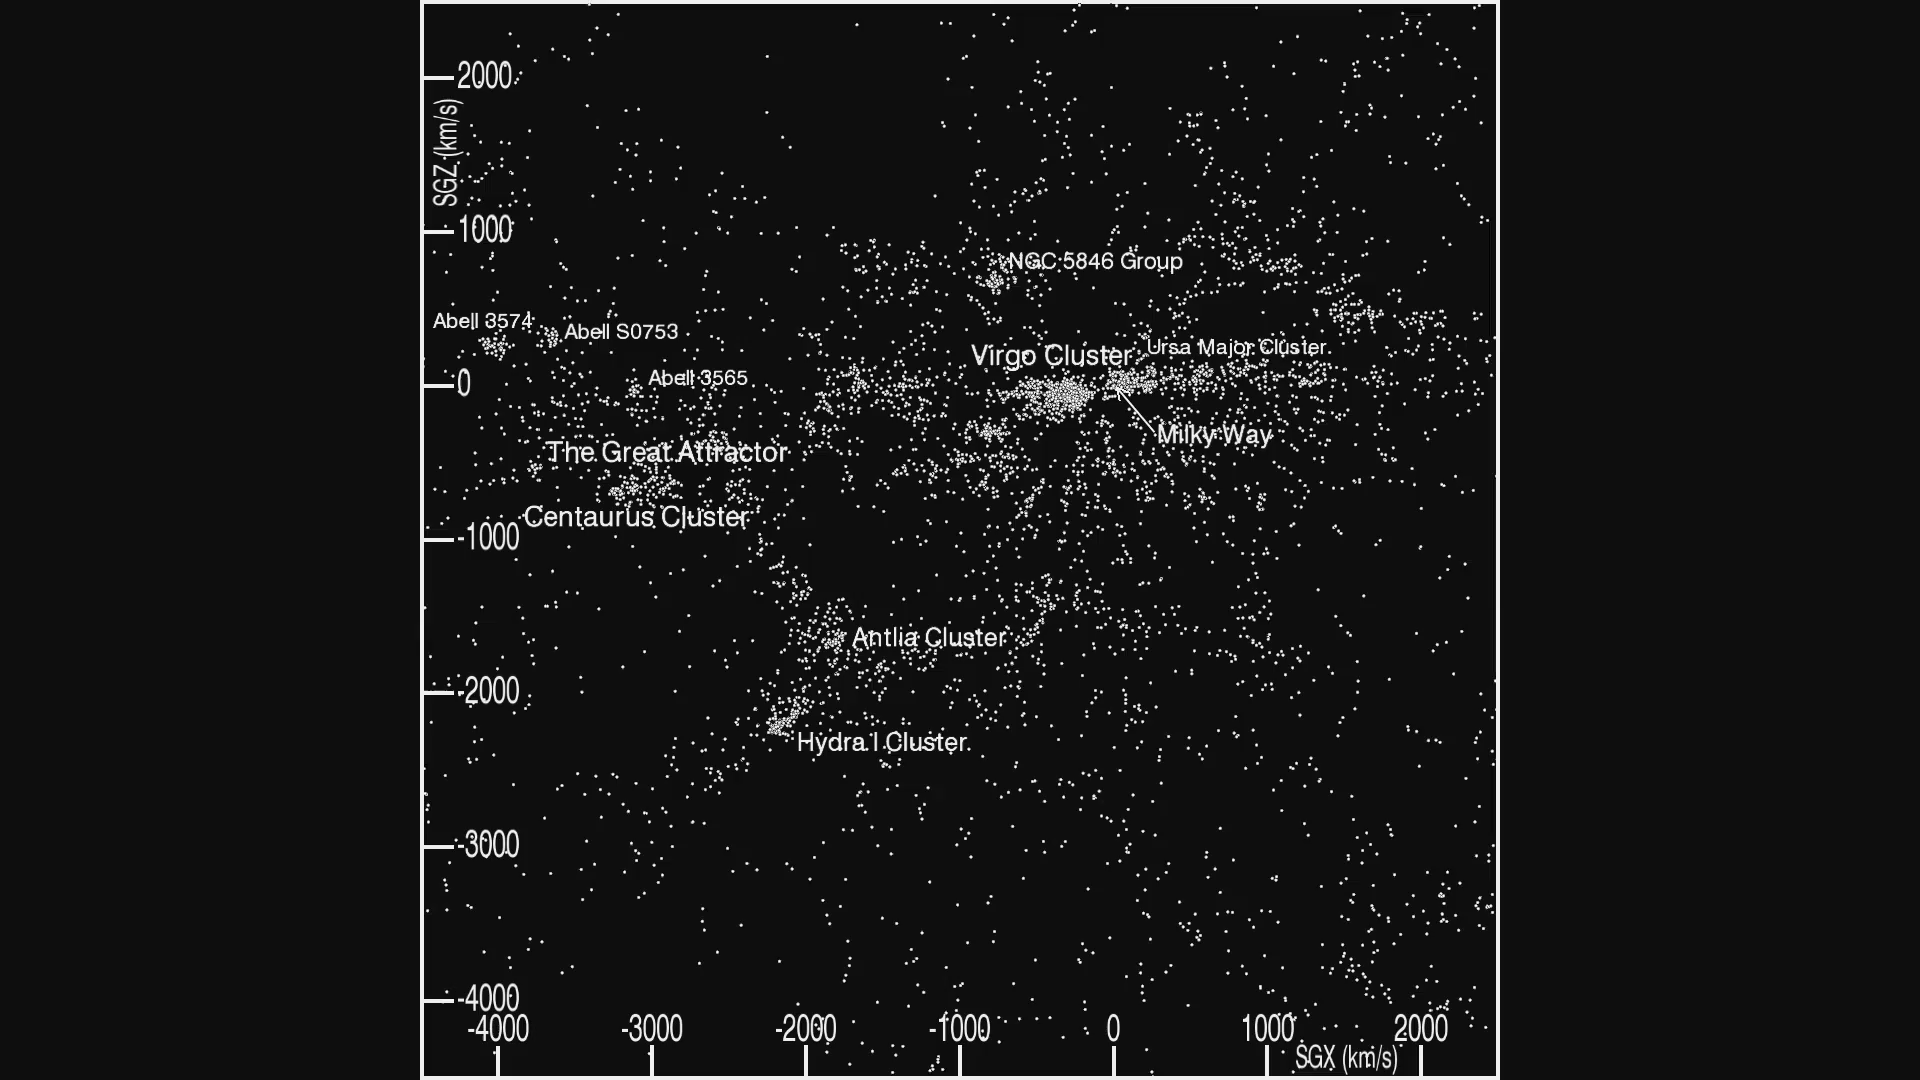 2000
SGZ (km/s)
1000
NGC 5846 Group
Abell 3574
Abell S0753
Virgo Cluster
Ursa Major Cluster
0
Abell 3565
Milky Way
The Great Attractor
Centaurus Cluster
-1000
Antlia Cluster
-2000
Hydra I Cluster
-3000
-4000
-4000 -3000 -2000 -1000 0 1000 2000
SGX (km/s)